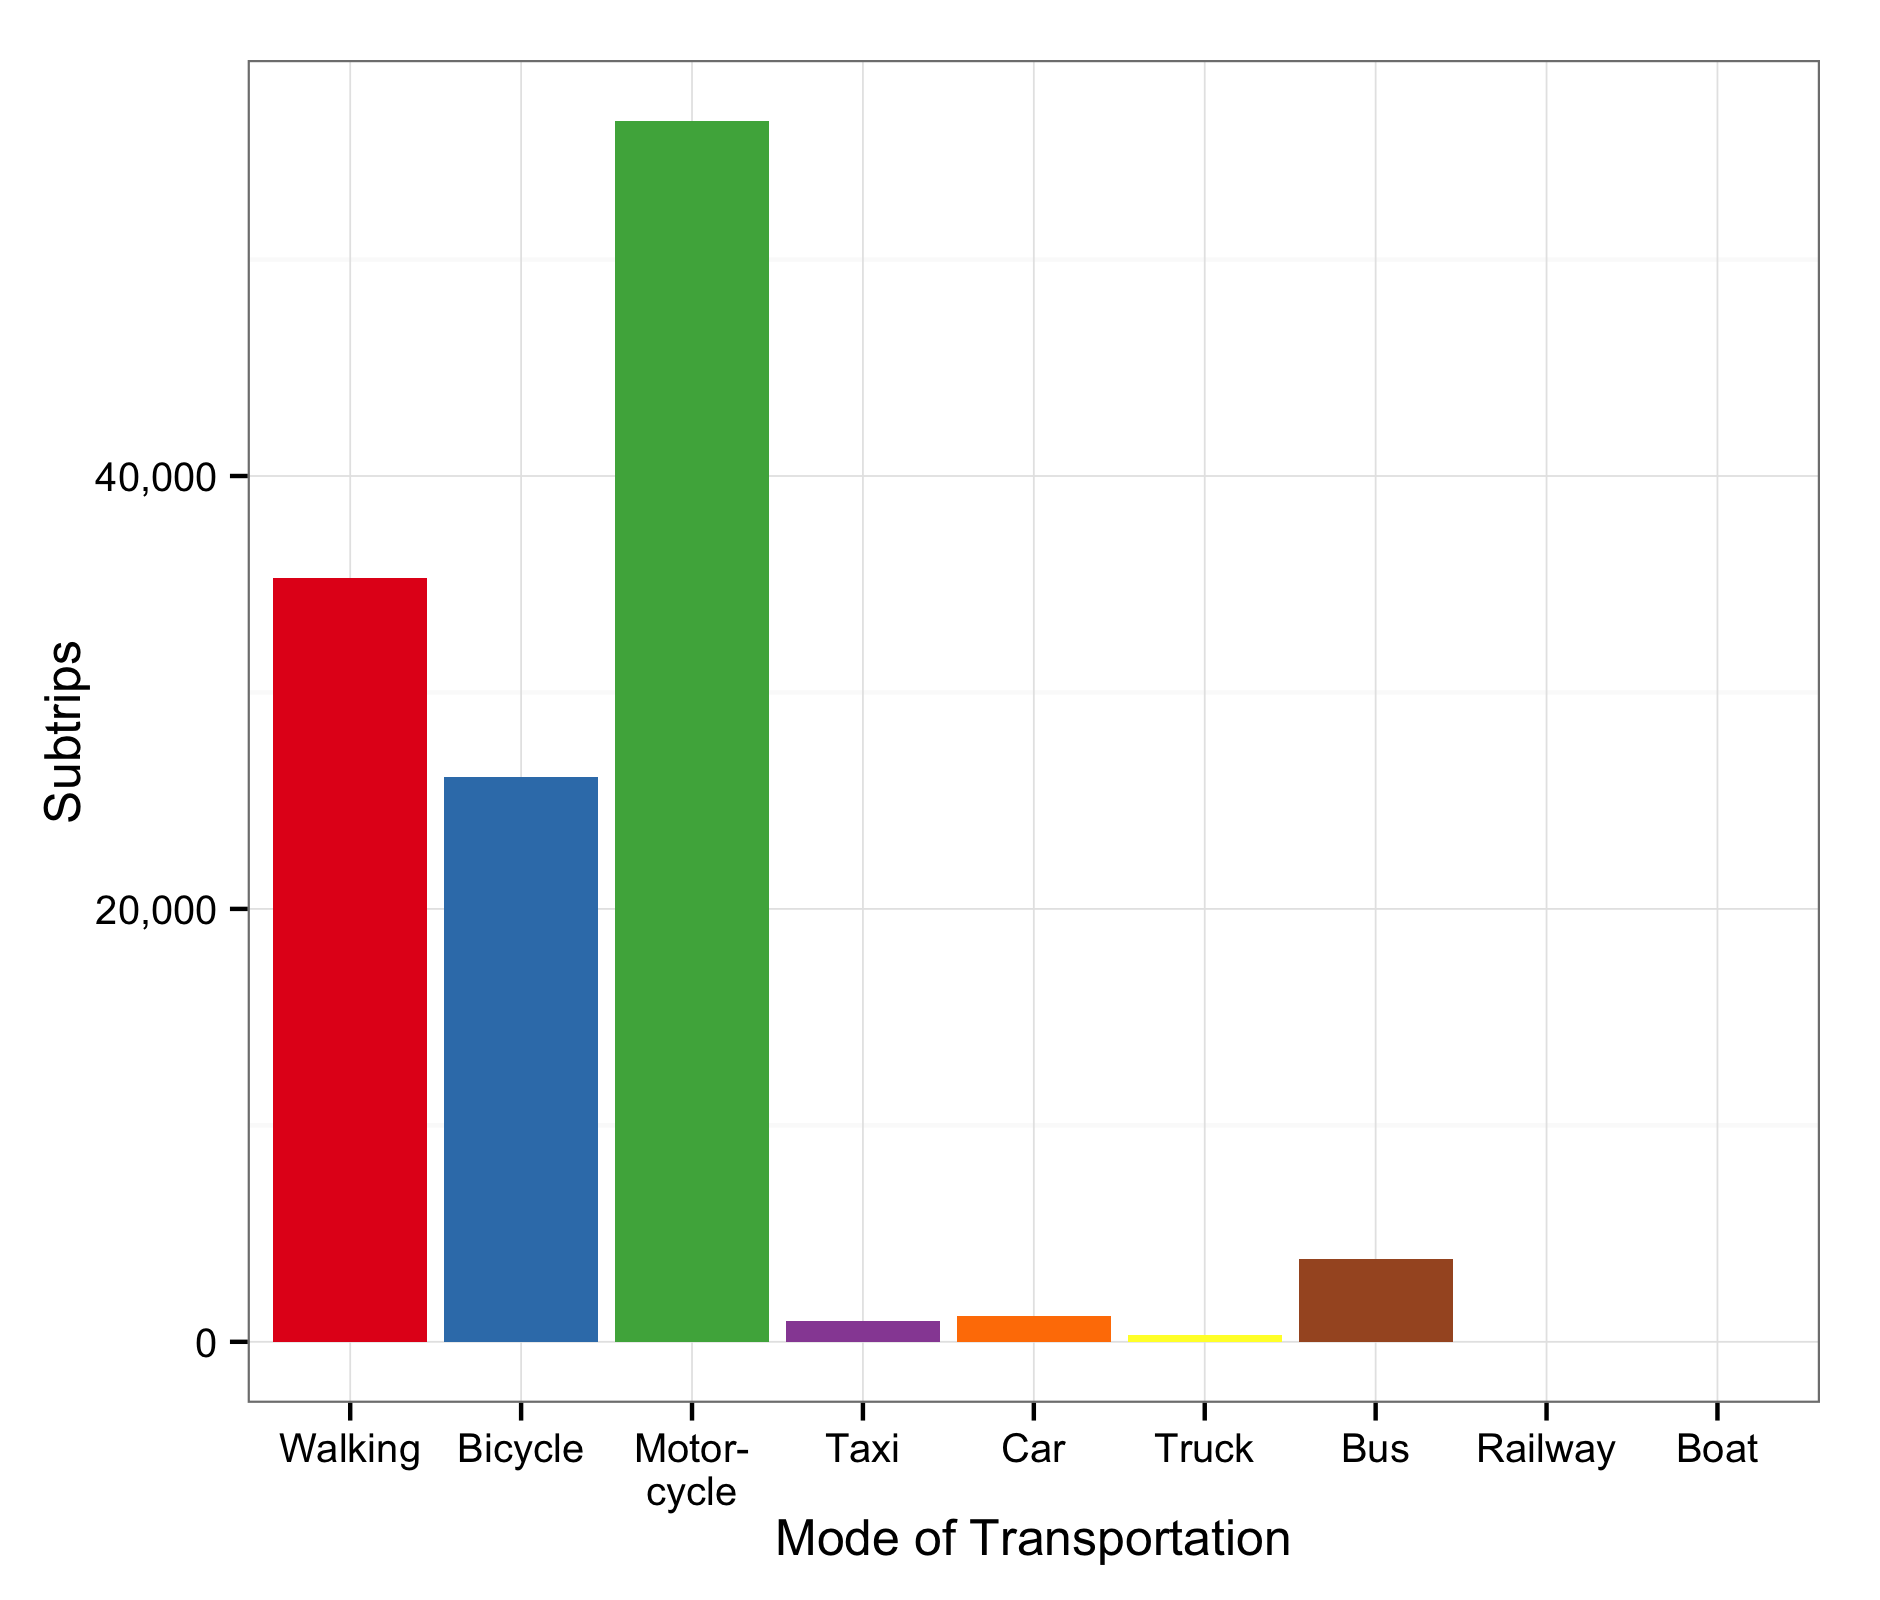 Subtrips
40,000
20,000
0
Walking Bicycle Motor- Taxi Car Truck Bus Railway Boat
cycle
Mode of Transportation